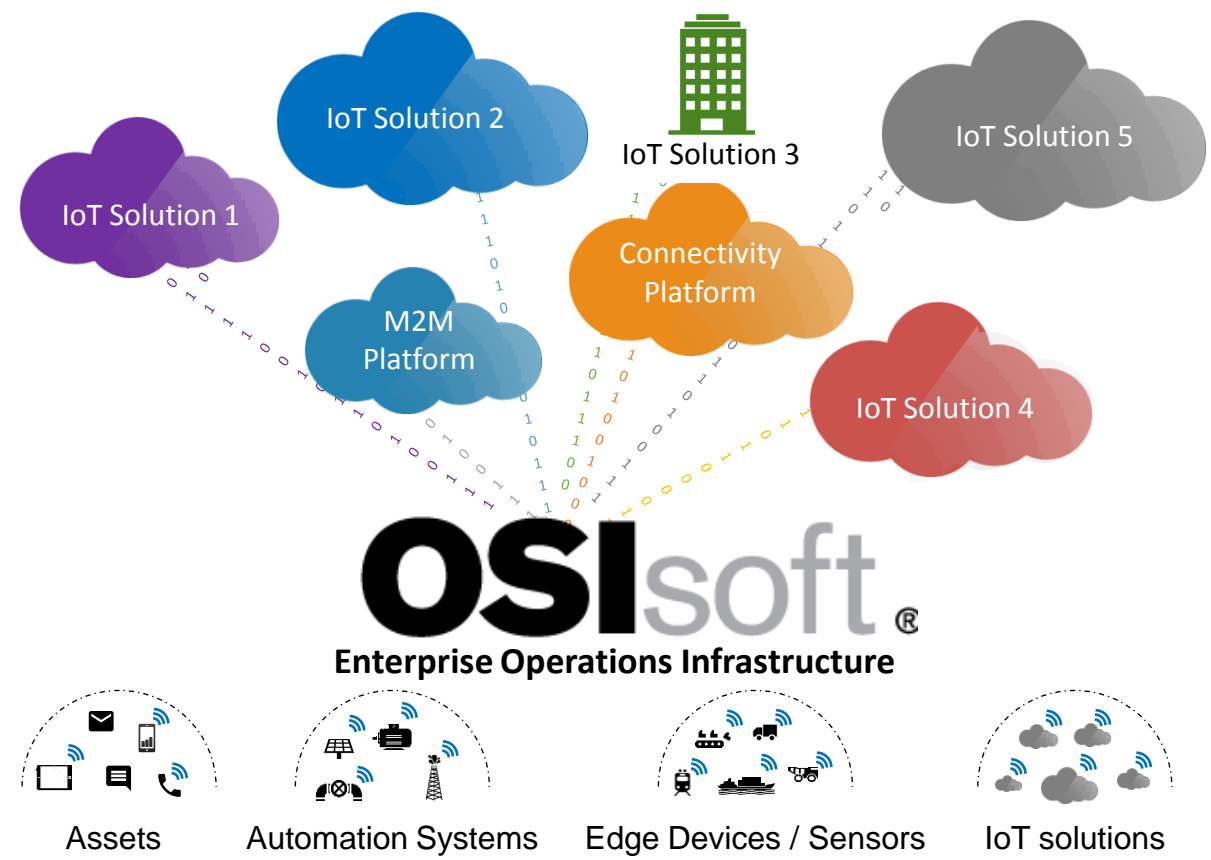 IoT Solution 2
IoT Solution 3
IoT Solution 5
IoT Solution 1
Connectivity
Platform
M2M
Platform
IoT Solution 4
OSIsoft®
Enterprise Operations Infrastructure
Assets
Automation Systems
Edge Devices / Sensors
IoT solutions